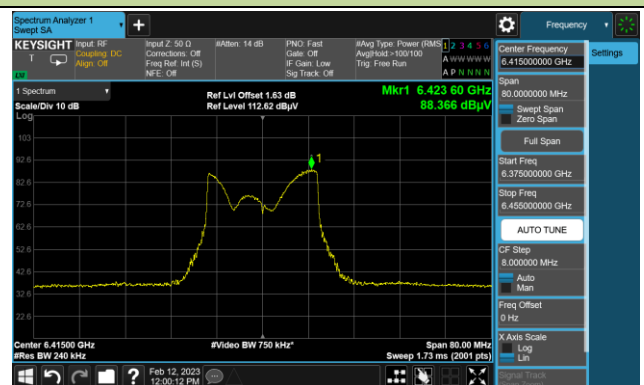 Spectrum Analyzer 1
Swept SA
Frequency
KEYSIGHT
Input: RF
Coupling: DC
Align: Off
Input Z: 50 Ω
Corrections: Off
Freq Ref: Int (S)
NFE: Off
#Atten: 14 dB
PNO: Fast
Gate: Off
IF Gain: Low
Sig Track: Off
#Avg Type: Power (RMS
Avg|Hold:>100/100
Trig: Free Run
1 2 3 4 5 6
A W W W W W
A P N N N N
LW
Center Frequency
6.415000000 GHz
Settings
Span
80.0000000 MHz
Swept Span
Zero Span
Full Span
Start Freq
6.375000000 GHz
Stop Freq
6.455000000 GHz
AUTO TUNE
CF Step
8.000000 MHz
Auto
Man
Freq Offset
0 Hz
X Axis Scale
Log
Lin
Signal Track
1 Spectrum
Scale/Div 10 dB
Ref Lvl Offset 1.63 dB
Ref Level 112.62 dBµV
Mkr1 6.423 60 GHz
88.366 dBµV
Log
103
92.6
82.6
72.6
62.6
52.6
42.6
32.6
22.6
1
Center 6.41500 GHz
#Res BW 240 kHz
#Video BW 750 kHz*
Span 80.00 MHz
Sweep 1.73 ms (2001 pts)
?
Feb 12, 2023
12:00:12 PM